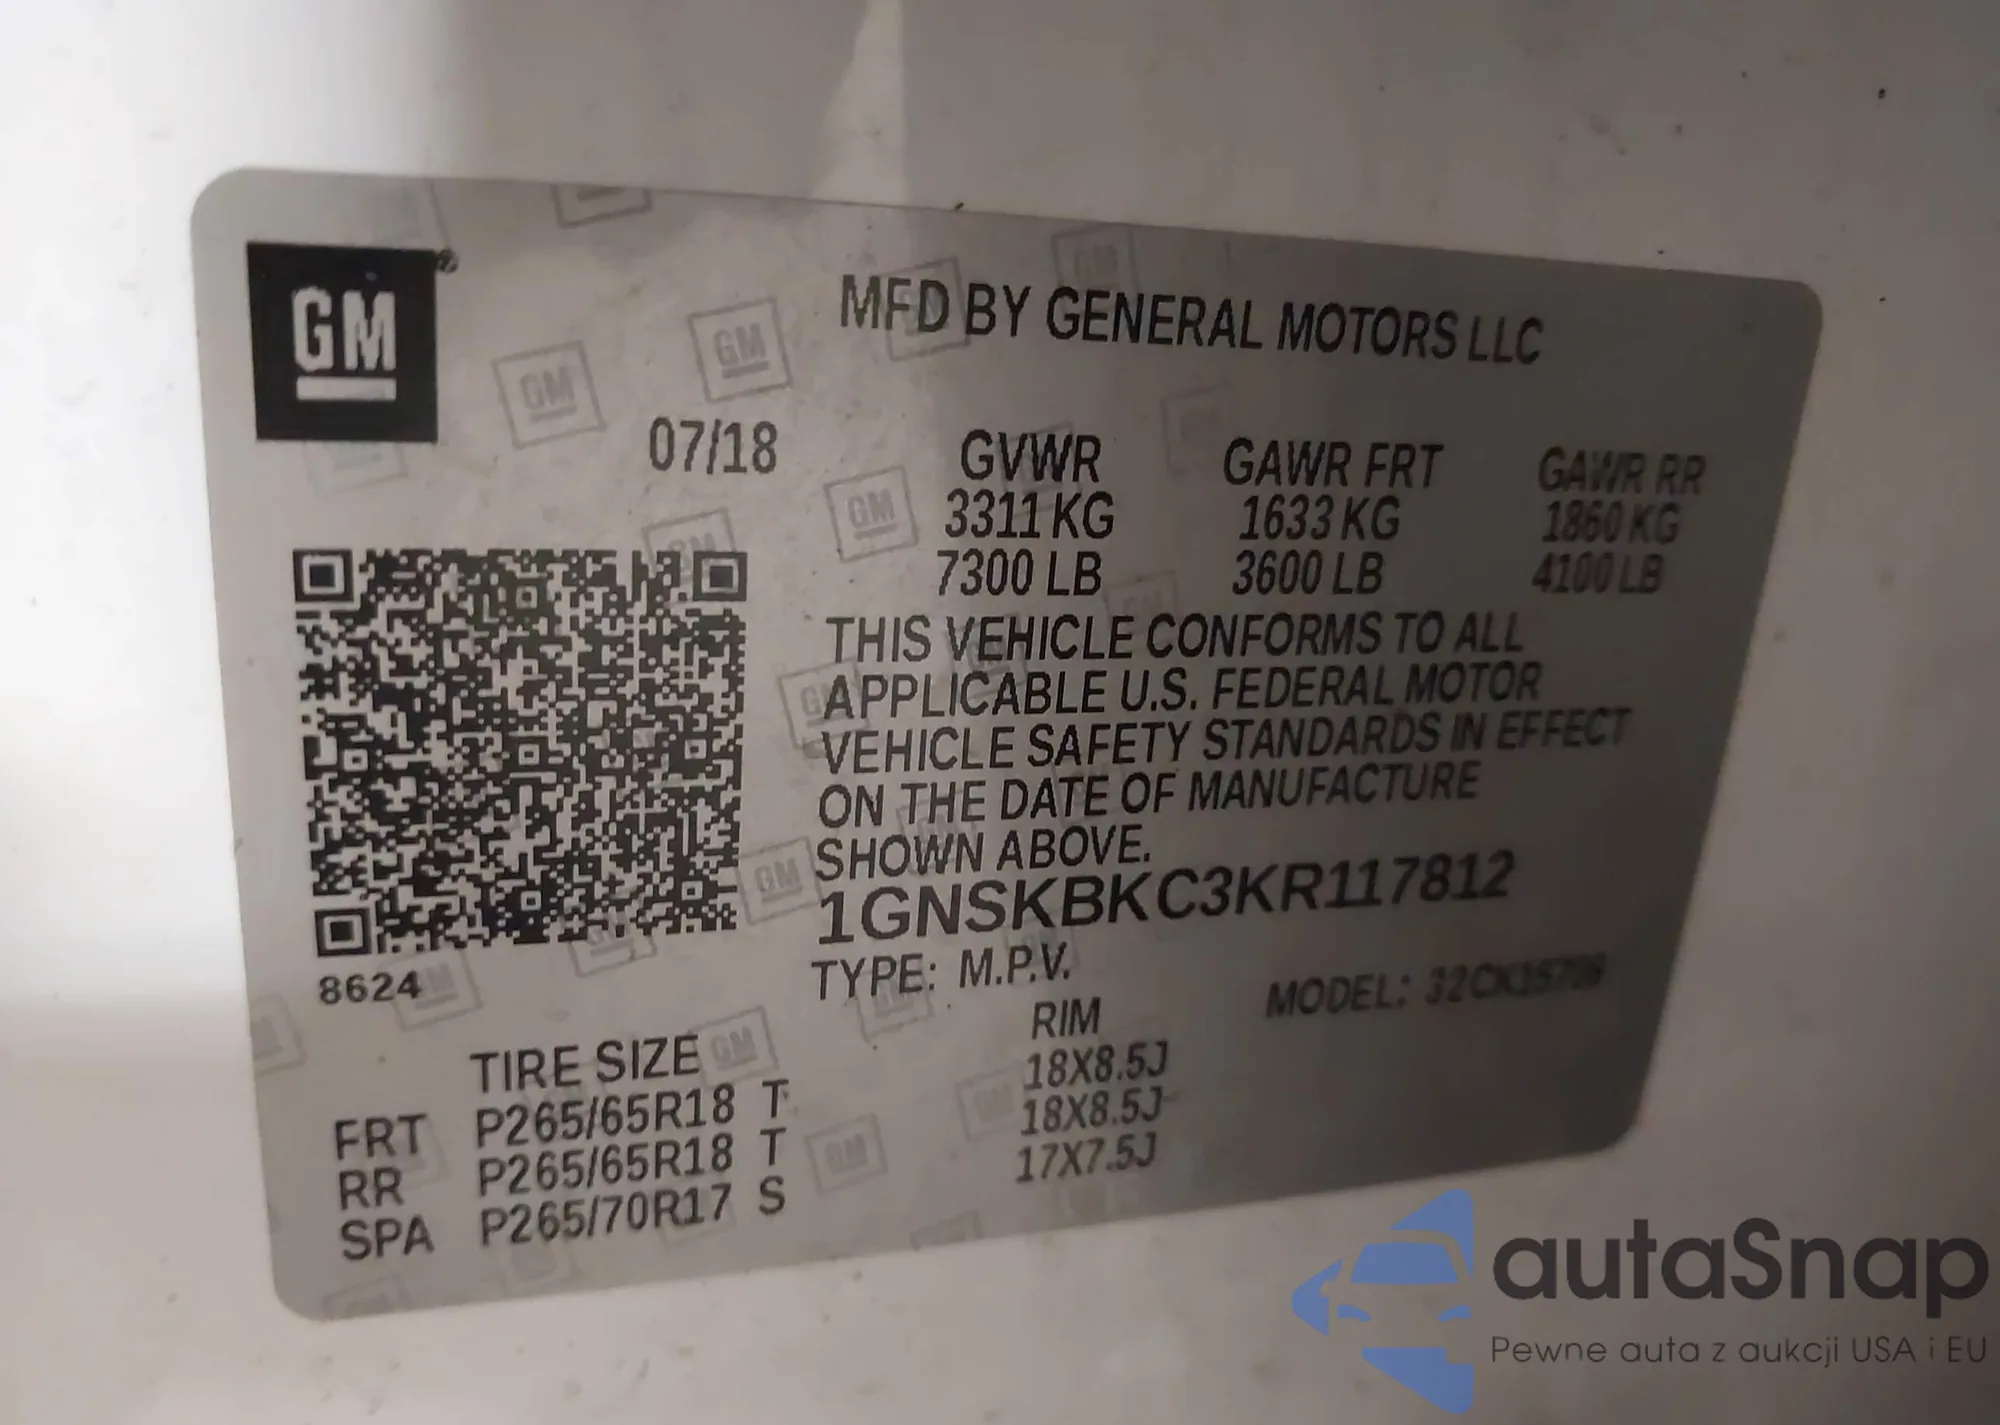 GM
MFD BY GENERAL MOTORS LLC
07/18
GVWR GAWR FRT GAWR RR
3311 KG 1633 KG 1860 KG
7300 LB 3600 LB 4100 LB
THIS VEHICLE CONFORMS TO ALL
APPLICABLE U.S. FEDERAL MOTOR
VEHICLE SAFETY STANDARDS IN EFFECT
ON THE DATE OF MANUFACTURE
SHOWN ABOVE.
1GNSKBKC3KR117812
8624
TYPE: M.P.V. MODEL:
TIRE SIZE RIM
FRT P265/65R18 T 18X8.5J
RR P265/65R18 T 18X8.5J
SPA P265/70R17 S 17X7.5J
autaSnap
Pewne auta z aukcji USA i EU